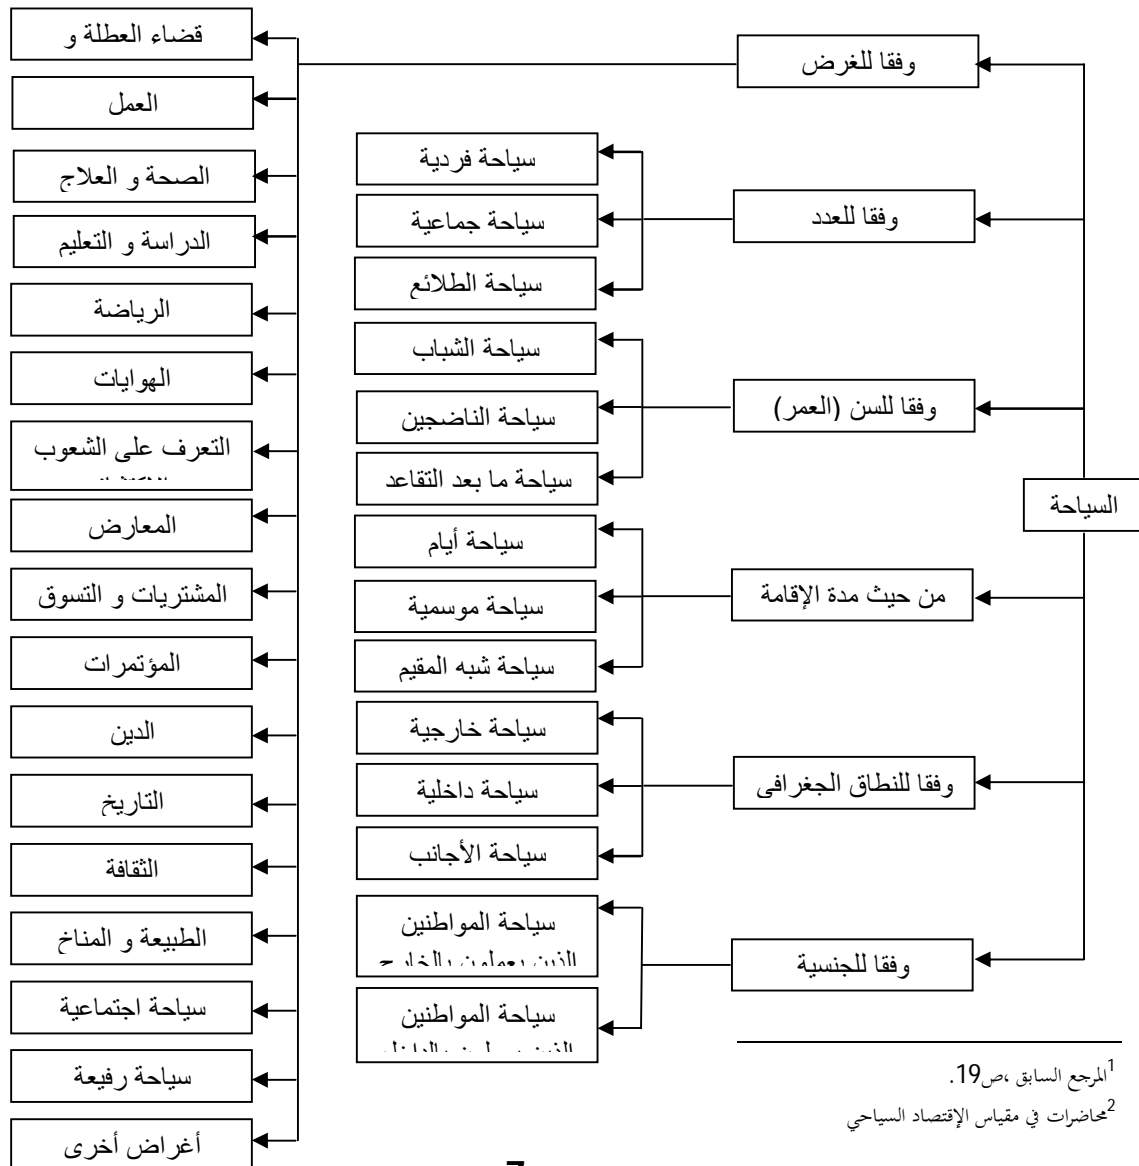 السياحة
وفقا للغرض
قضاء العطلة و
العمل
الصحة و العلاج
الدراسة و التعليم
الرياضة
الهوايات
التعرف على الشعوب
المعارض
المشتريات و التسوق
المؤتمرات
الدين
التاريخ
الثقافة
الطبيعة و المناخ
سياحة اجتماعية
سياحة رفيعة
أغراض أخرى
وفقا للعدد
سياحة فردية
سياحة جماعية
سياحة الطلائع
وفقا للسن (العمر)
سياحة الشباب
سياحة الناضجين
سياحة ما بعد التقاعد
من حيث مدة الإقامة
سياحة أيام
سياحة موسمية
سياحة شبه المقيم
وفقا للنطاق الجغرافى
سياحة خارجية
سياحة داخلية
سياحة الأجانب
وفقا للجنسية
سياحة المواطنين
الذين يعملون بالخارج
سياحة المواطنين
1المرجع السابق ،ص19.
2محاضرات في مقياس الإقتصاد السياحي